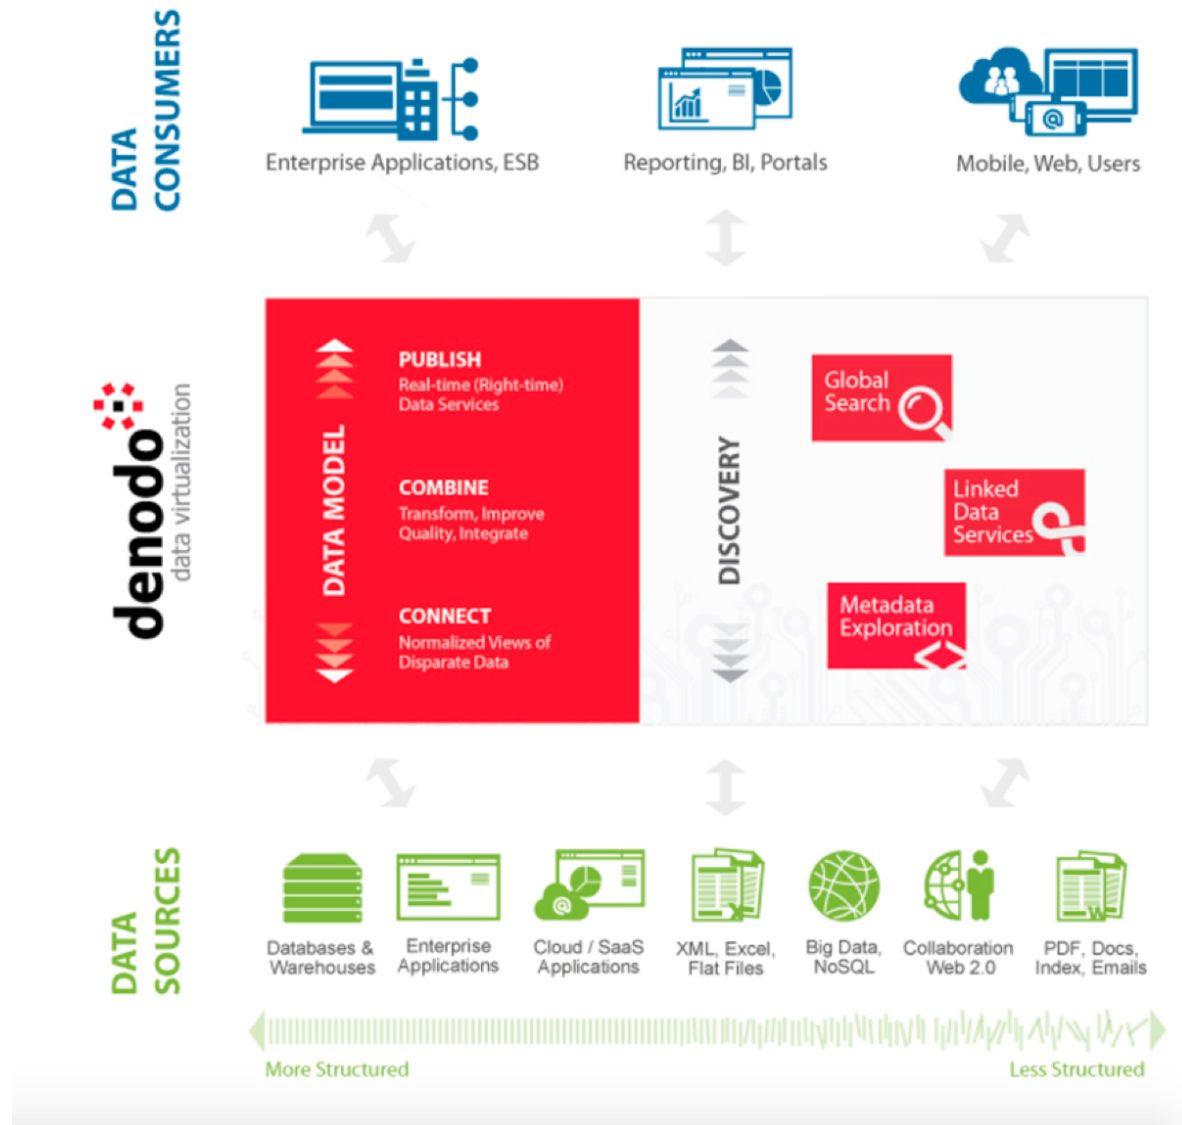 DATA
CONSUMERS
Enterprise Applications, ESB
Reporting, BI, Portals
Mobile, Web, Users
denodo
data virtualization
DATA MODEL
PUBLISH
Real-time (Right-time)
Data Services
COMBINE
Transform, Improve
Quality, Integrate
CONNECT
Normalized Views of
Disparate Data
DISCOVERY
Global
Search
Linked
Data
Services
Metadata
Exploration
<>
DATA
SOURCES
Databases &
Warehouses
Enterprise
Applications
Cloud / SaaS
Applications
XML, Excel,
Flat Files
Big Data,
NoSQL
Collaboration
Web 2.0
PDF, Docs,
Index, Emails
More Structured
Less Structured